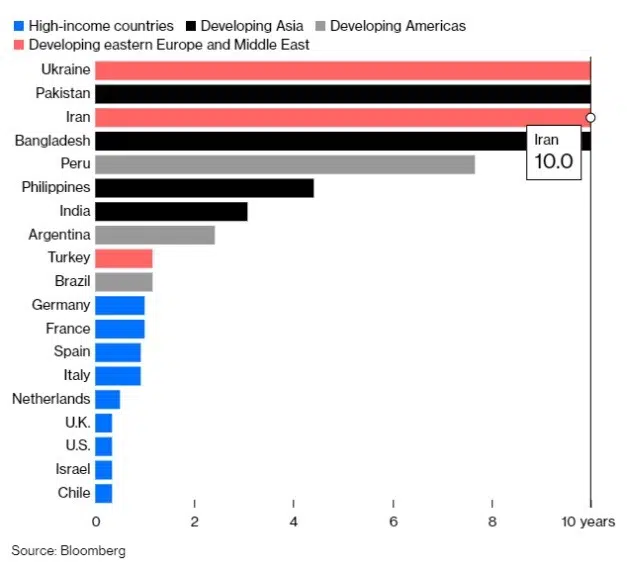 High-income countries Developing Asia Developing Americas
Developing eastern Europe and Middle East
Ukraine
Pakistan
Iran
Bangladesh
Iran
10.0
Peru
Philippines
India
Argentina
Turkey
Brazil
Germany
France
Spain
Italy
Netherlands
U.K.
U.S.
Israel
Chile
0 2 4 6 8 10 years
Source: Bloomberg